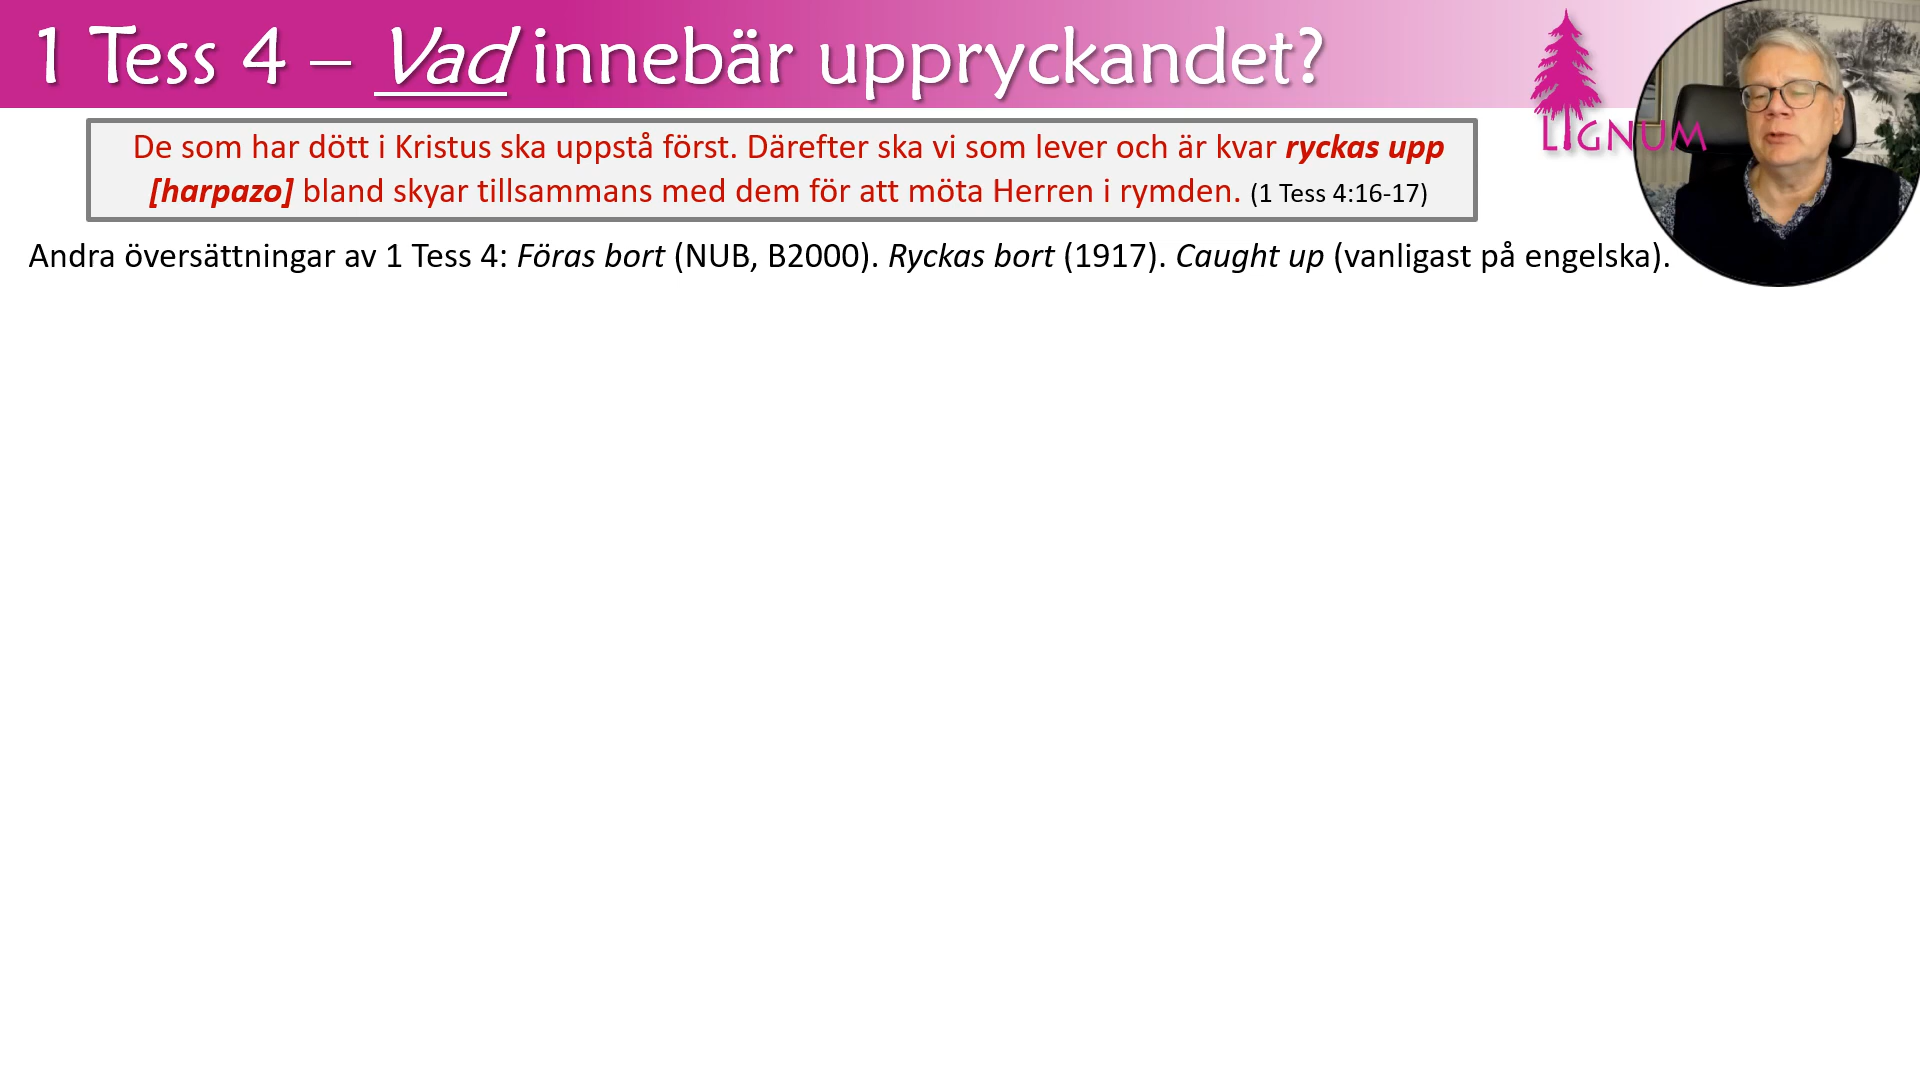 1 Tess 4 – Vad innebär uppryckandet?
LIGNUM
De som har dött i Kristus ska uppstå först. Därefter ska vi som lever och är kvar ryckas upp
[harpazo] bland skyar tillsammans med dem för att möta Herren i rymden. (1 Tess 4:16-17)
Andra översättningar av 1 Tess 4: Föras bort (NUB, B2000). Ryckas bort (1917). Caught up (vanligast på engelska).